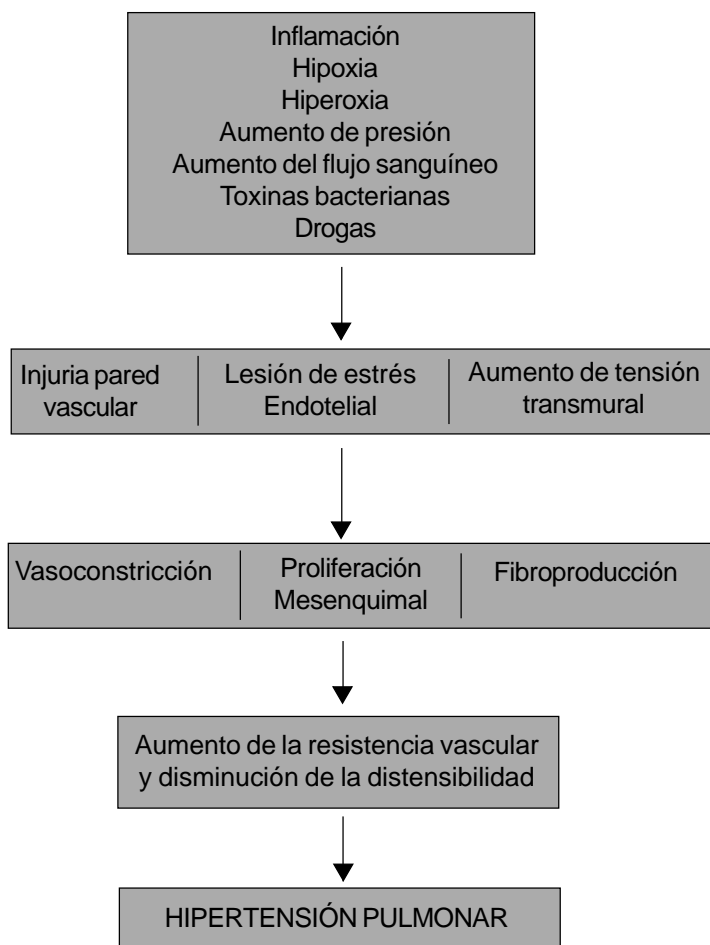 Inflamación
Hipoxia
Hiperoxia
Aumento de presión
Aumento del flujo sanguíneo
Toxinas bacterianas
Drogas
Injuria pared
vascular
Lesión de estrés
Endotelial
Aumento de tensión
transmural
Vasoconstricción
Proliferación
Mesenquimal
Fibroproducción
Aumento de la resistencia vascular
y disminución de la distensibilidad
HIPERTENSIÓN PULMONAR